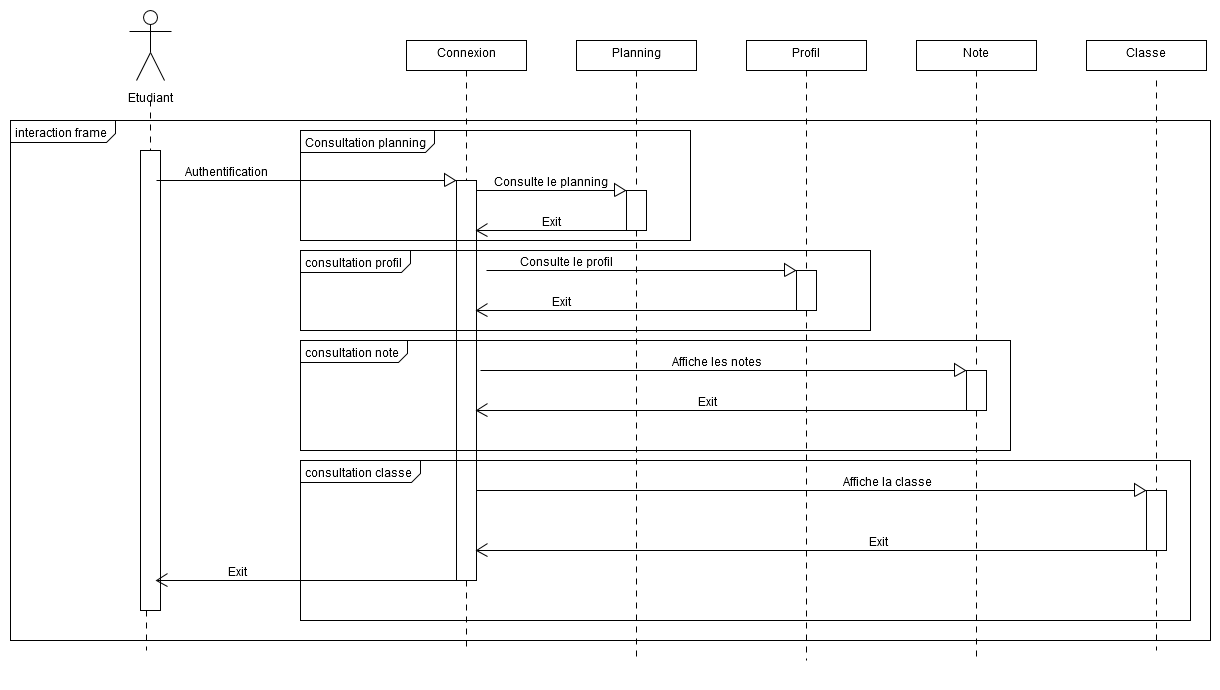 Etudiant
Connexion
Planning
Profil
Note
Classe
interaction frame
Consultation planning
Authentification
Consulte le planning
Exit
consultation profil
Consulte le profil
Exit
consultation note
Affiche les notes
Exit
consultation classe
Affiche la classe
Exit
Exit